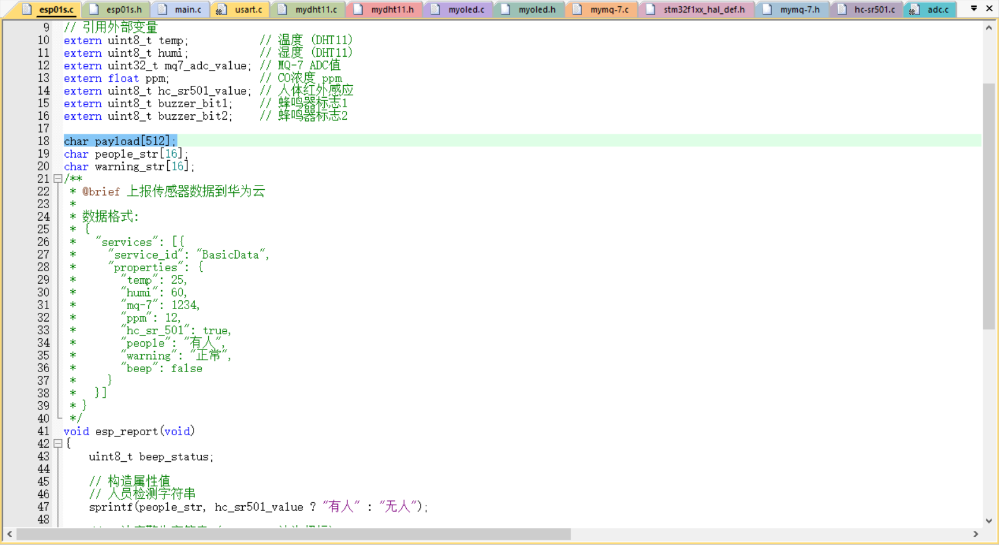 esp01s.c esp01s.h main.c usart.c mydht11.c mydht11.h myoled.c myoled.h mymq-7.c stm32f1xx_hal_def.h mymq-7.h hc-sr501.c adc.c
9 // 引用外部变量
10 extern uint8_t temp; // 温度 (DHT11)
11 extern uint8_t humi; // 湿度 (DHT11)
12 extern uint32_t mq7_adc_value; // MQ-7 ADC值
13 extern float ppm; // CO浓度 ppm
14 extern uint8_t hc_sr501_value; // 人体红外感应
15 extern uint8_t buzzer_bit1; // 蜂鸣器标志1
16 extern uint8_t buzzer_bit2; // 蜂鸣器标志2
17
18 char payload[512];
19 char people_str[16];
20 char warning_str[16];
21 /**
22 * @brief 上报传感器数据到华为云
23 *
24 * 数据格式:
25 * {
26 * "services": [{
27 * "service_id": "BasicData",
28 * "properties": {
29 * "temp": 25,
30 * "humi": 60,
31 * "mq-7": 1234,
32 * "ppm": 12,
33 * "hc_sr_501": true,
34 * "people": "有人",
35 * "warning": "正常",
36 * "beep": false
37 * }
38 * }]
39 * }
40 */
41 void esp_report(void)
42 {
43 uint8_t beep_status;
44
45 // 构造属性值
46 // 人员检测字符串
47 sprintf(people_str, hc_sr501_value ? "有人" : "无人");
48